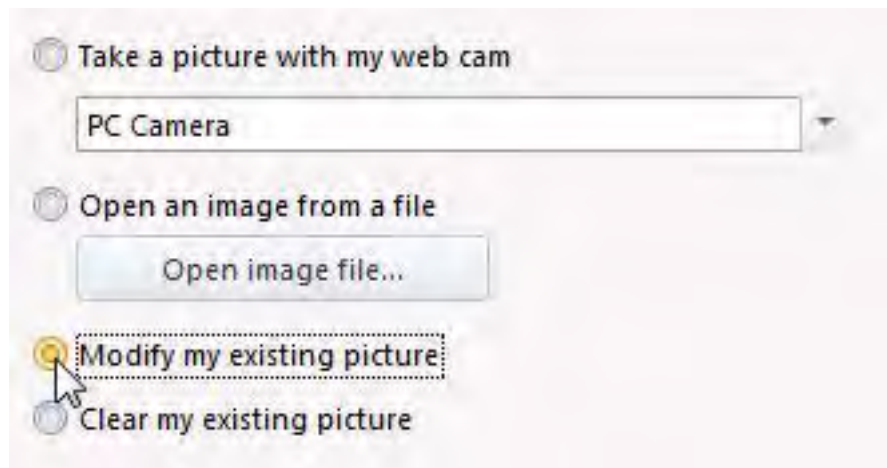 Take a picture with my web cam
PC Camera
Open an image from a file
Open image file...
Modify my existing picture
Clear my existing picture